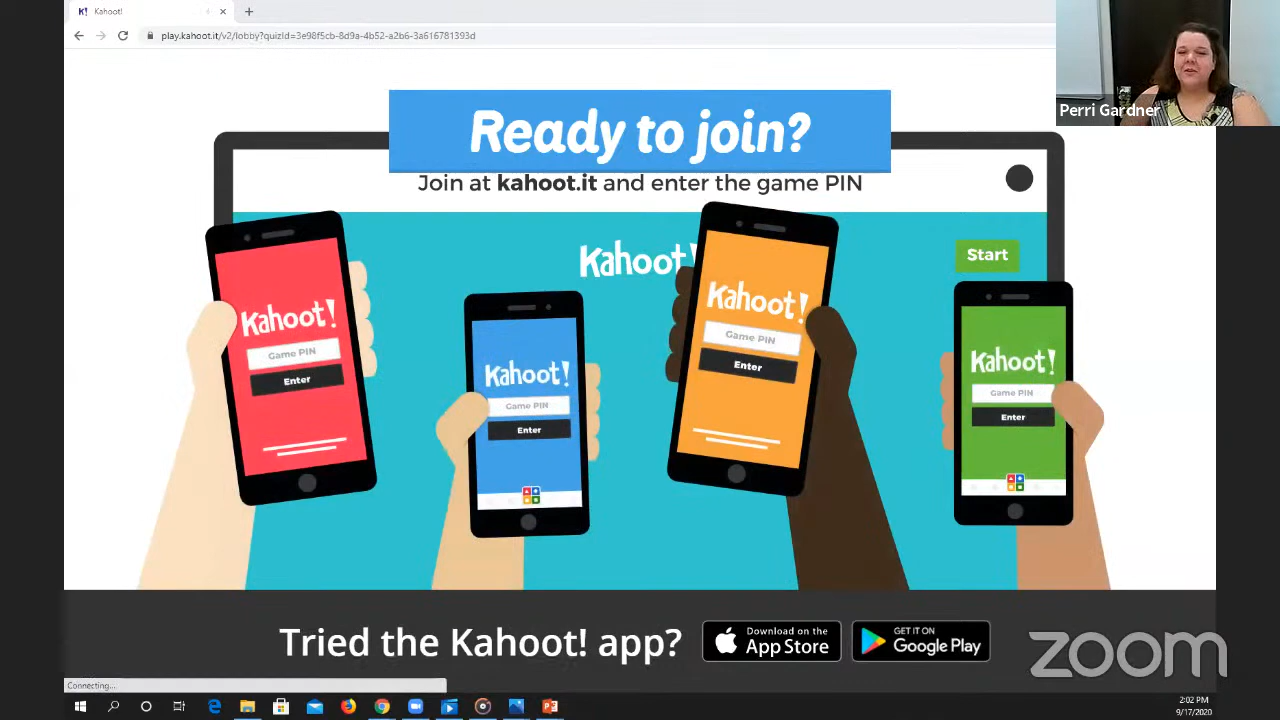 Kahoot!
play.kahoot.it/v2/lobby?quizId=3e98f5cb-8d9a-4b52-a2b6-3a616781393d
Perri Gardner
Ready to join?
Join at kahoot.it and enter the game PIN
Kahoot!
Start
Kahoot!
Game PIN
Enter
Kahoot!
Game PIN
Enter
Kahoot!
Game PIN
Enter
Kahoot!
Game PIN
Enter
Tried the Kahoot! app?
Download on the
App Store
GET IT ON
Google Play
zoom
Connecting...
2:02 PM
9/17/2020